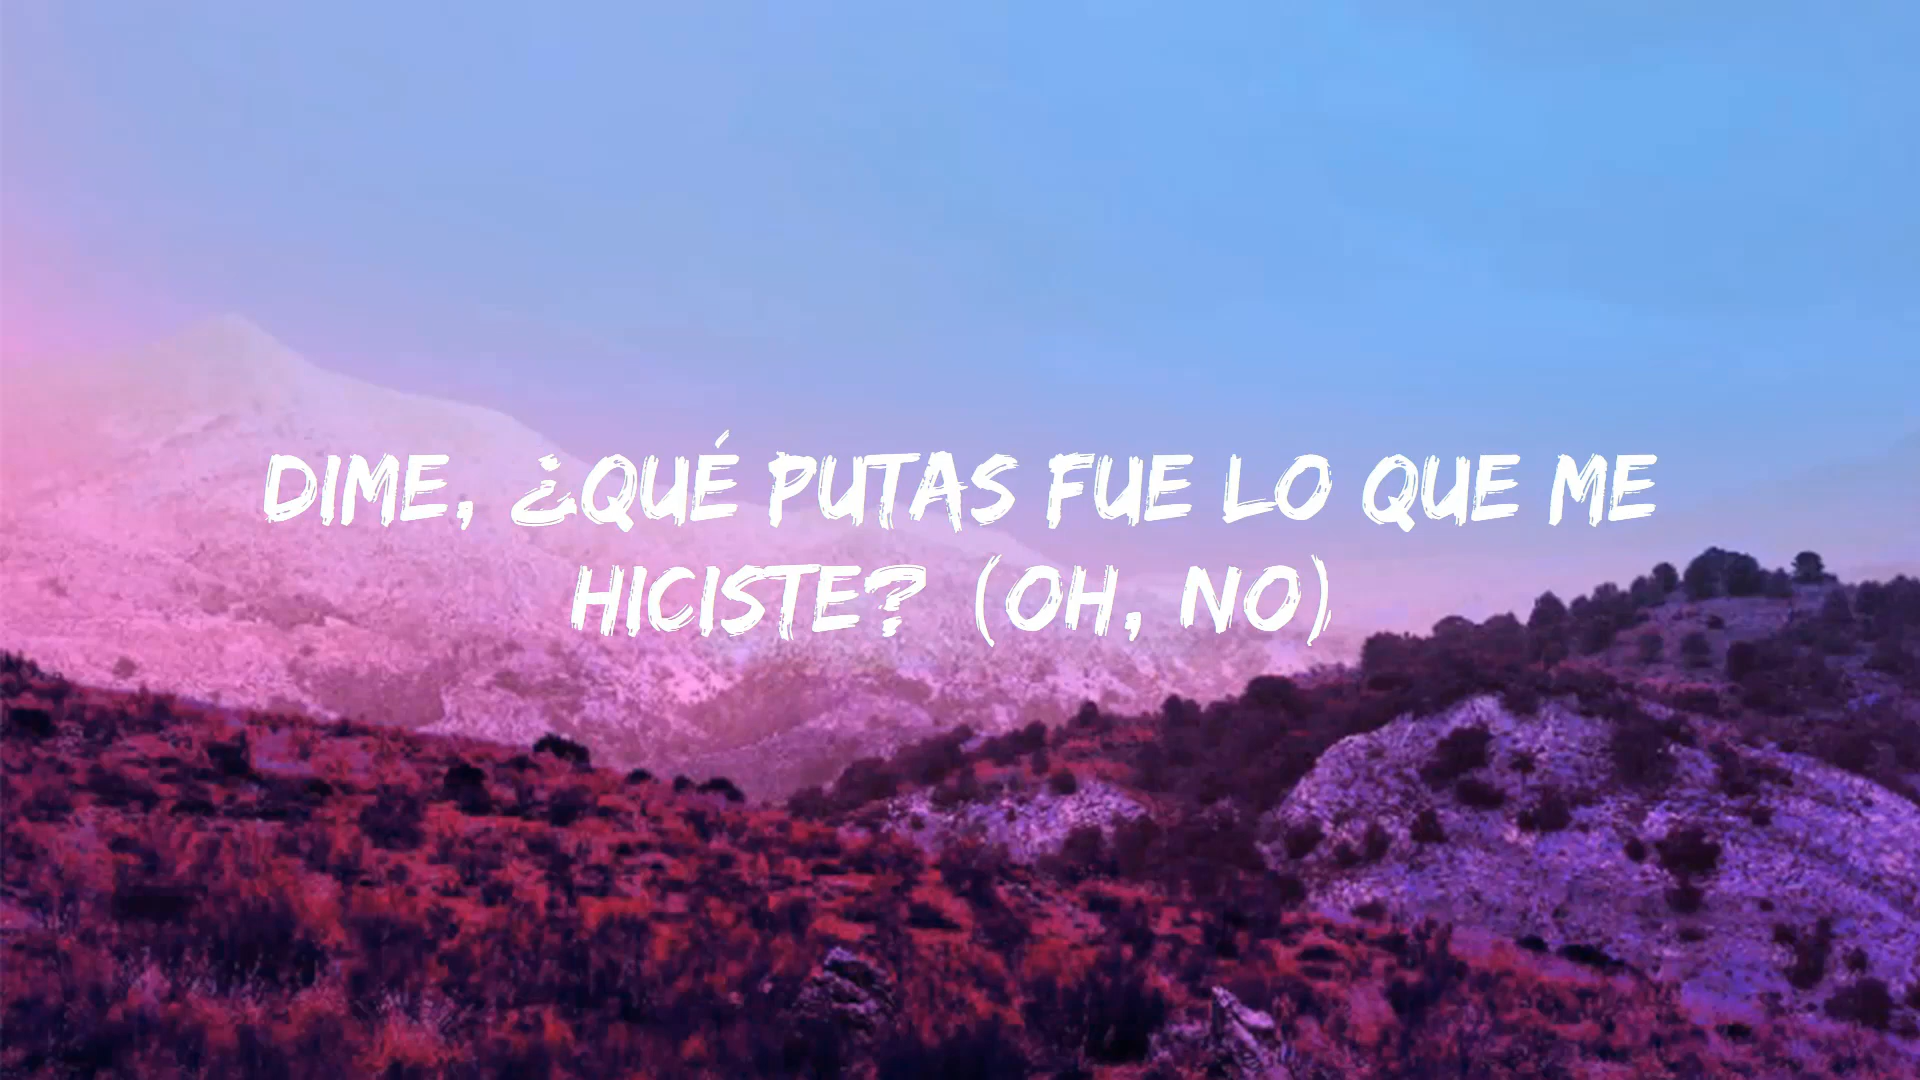 DIME, ¿QUÉ PUTAS FUE LO QUE ME
HICISTE? (OH, NO)